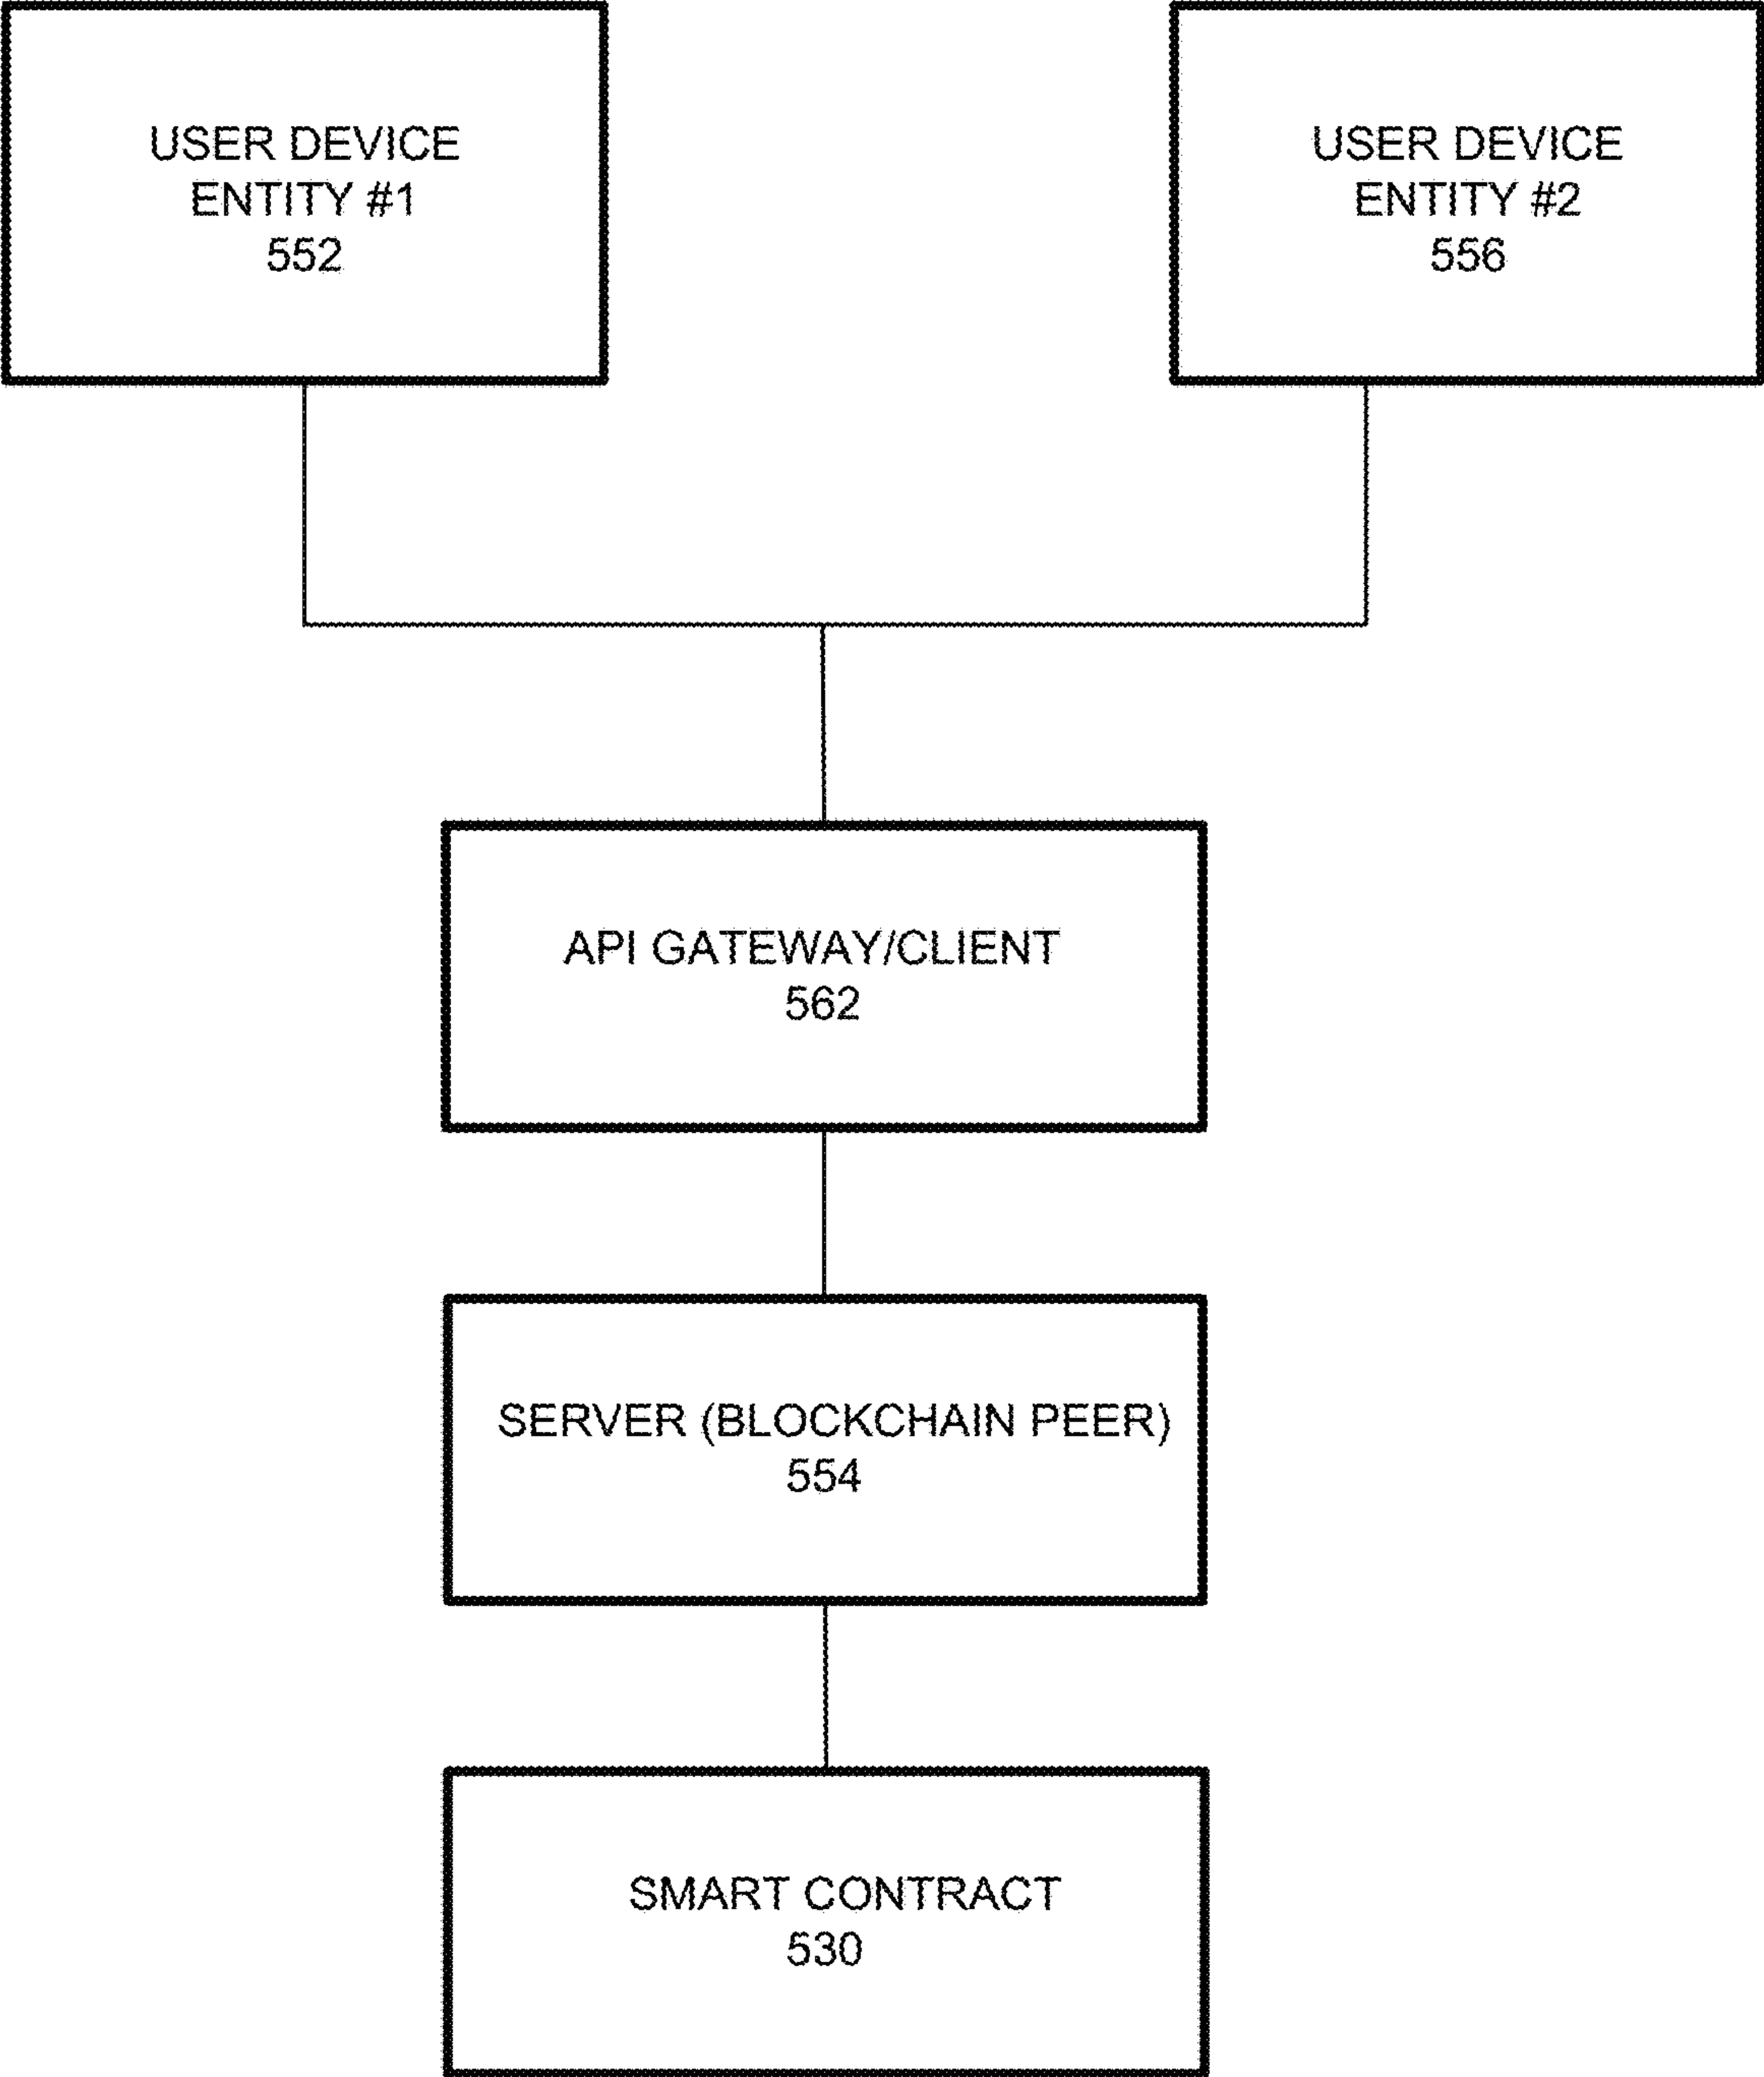 USER DEVICE
ENTITY #1
552
USER DEVICE
ENTITY #2
556
API GATEWAY/CLIENT
562
SERVER (BLOCKCHAIN PEER)
554
SMART CONTRACT
530